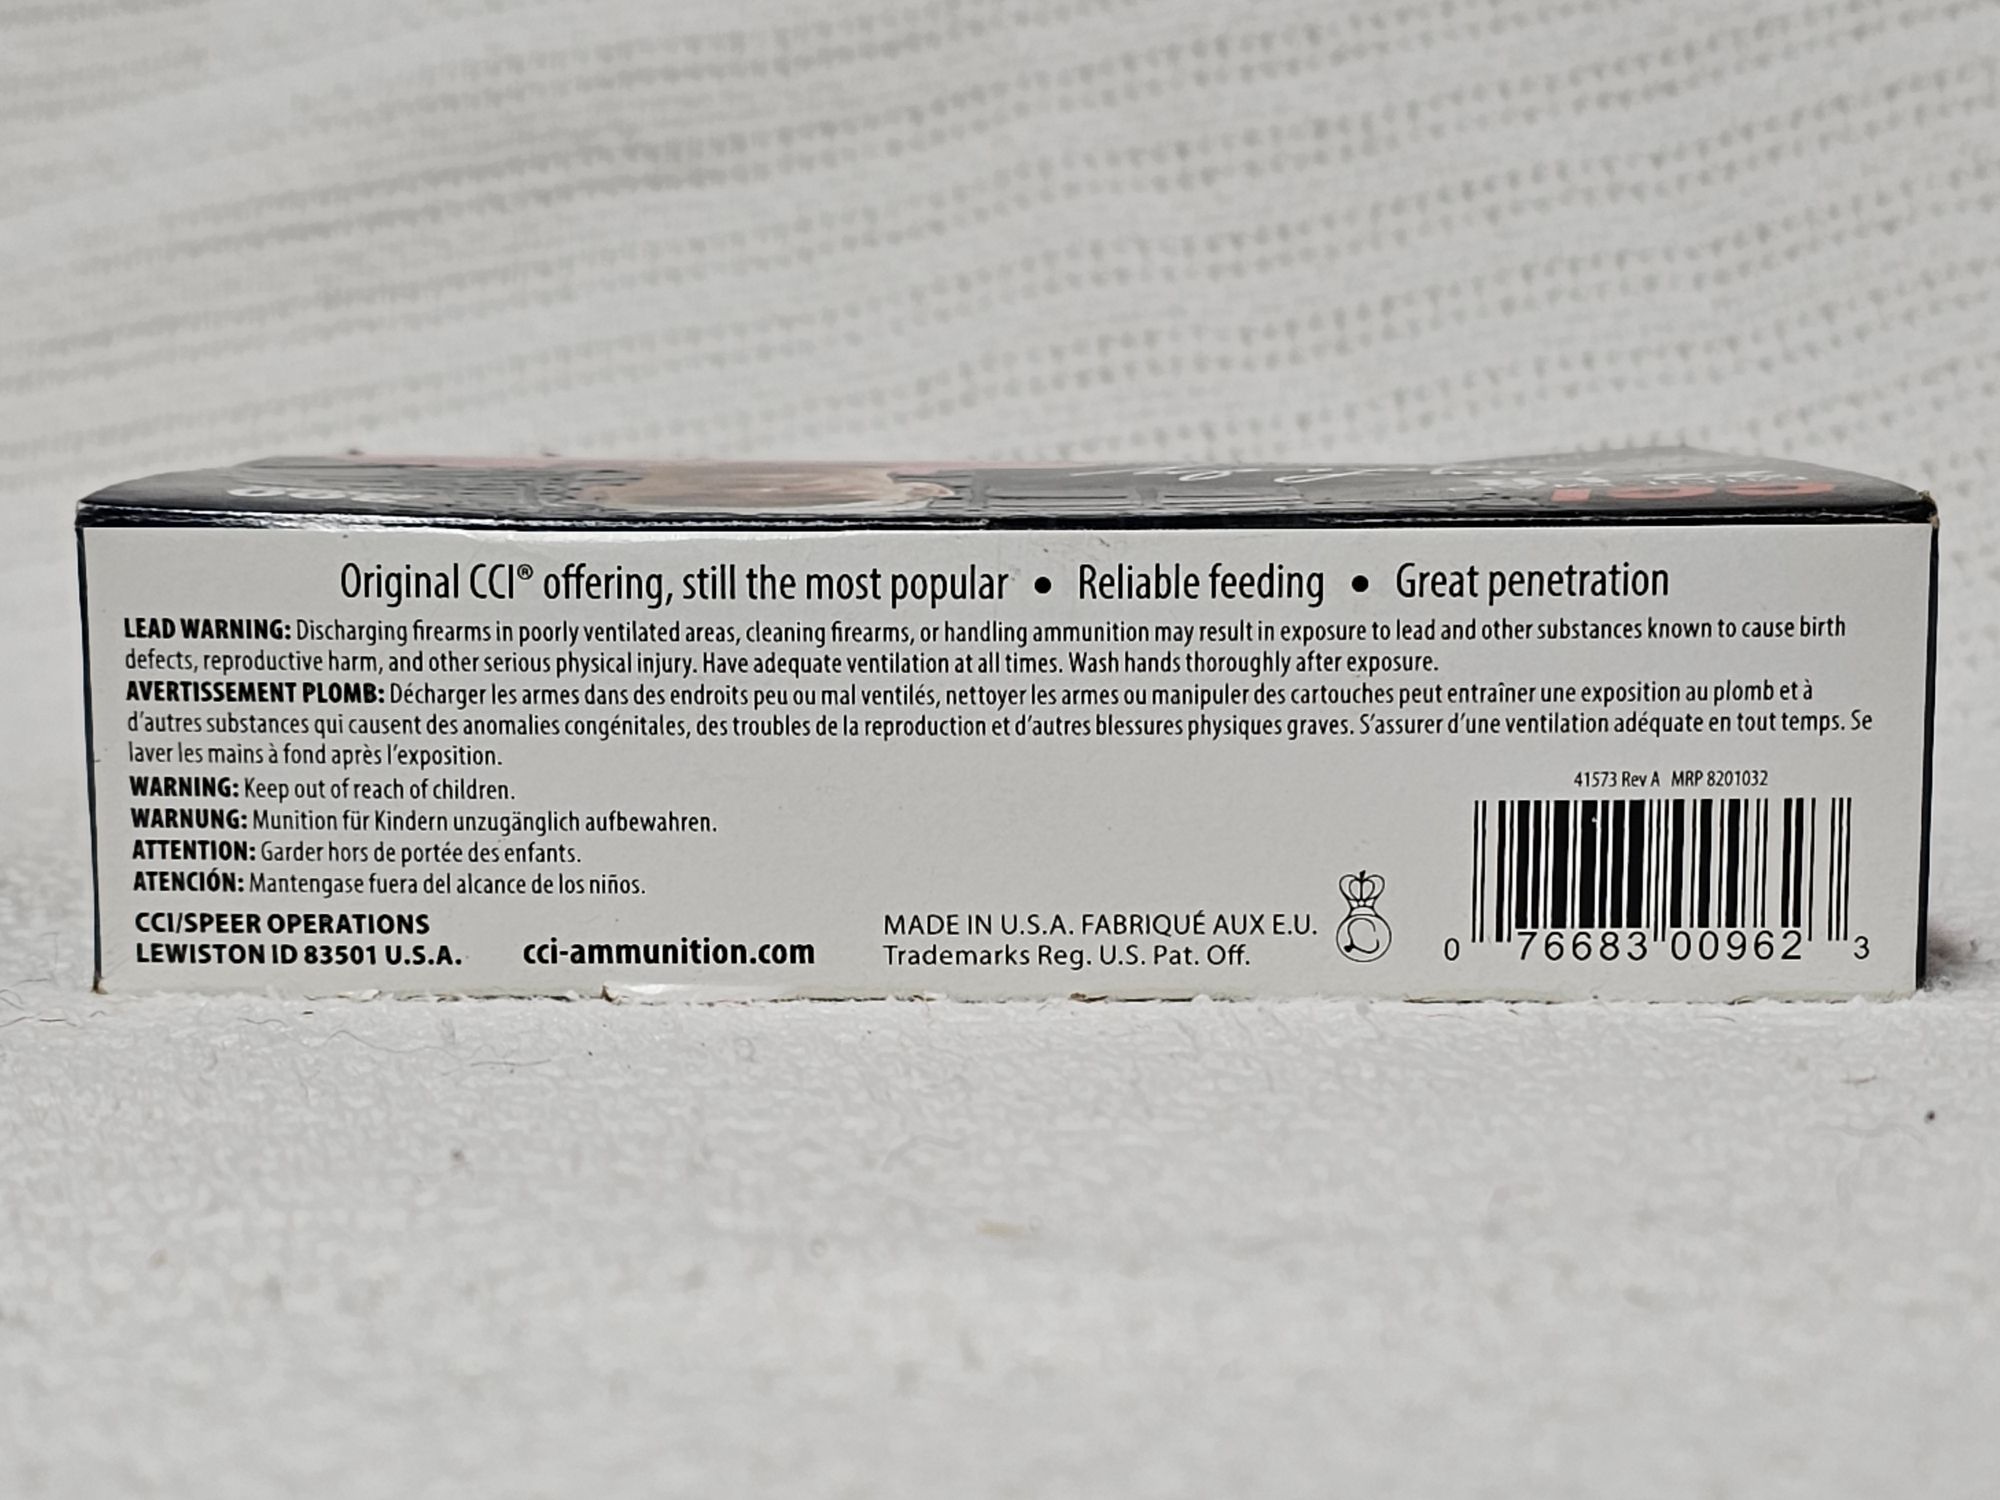 Original CCI® offering, still the most popular • Reliable feeding • Great penetration
LEAD WARNING: Discharging firearms in poorly ventilated areas, cleaning firearms, or handling ammunition may result in exposure to lead and other substances known to cause birth
defects, reproductive harm, and other serious physical injury. Have adequate ventilation at all times. Wash hands thoroughly after exposure.
AVERTISSEMENT PLOMB: Décharger les armes dans des endroits peu ou mal ventilés, nettoyer les armes ou manipuler des cartouches peut entraîner une exposition au plomb et à
d'autres substances qui causent des anomalies congénitales, des troubles de la reproduction et d'autres blessures physiques graves. S'assurer d'une ventilation adéquate en tout temps. Se
laver les mains à fond après l'exposition.
WARNING: Keep out of reach of children.
WARNUNG: Munition für Kindern unzugänglich aufbewahren.
ATTENTION: Garder hors de portée des enfants.
ATENCIÓN: Mantengase fuera del alcance de los niños.
CCI/SPEER OPERATIONS
LEWISTON ID 83501 U.S.A.
cci-ammunition.com
MADE IN U.S.A. FABRIQUÉ AUX E.U.
Trademarks Reg. U.S. Pat. Off.
L
41573 Rev A MRP 8201032
0 76683 00962 3